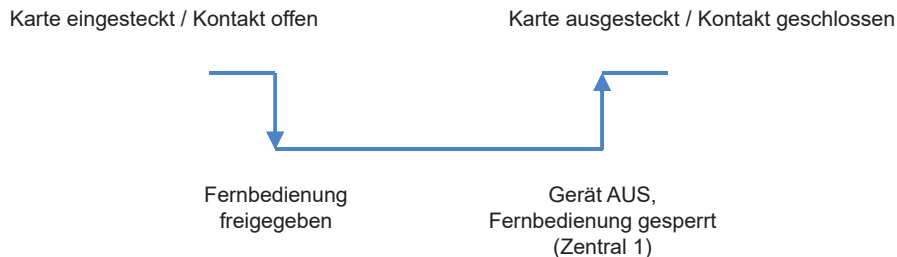 Karte eingesteckt / Kontakt offen
Karte ausgesteckt / Kontakt geschlossen
Fernbedienung
freigegeben
Gerät AUS,
Fernbedienung gesperrt
(Zentral 1)